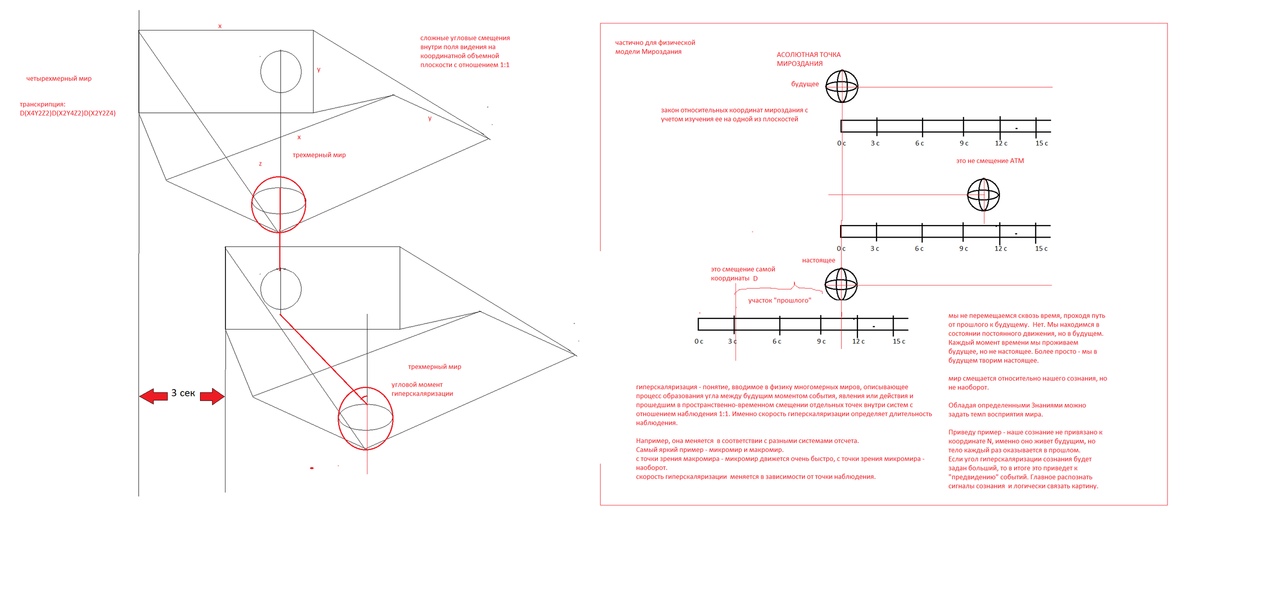 x
сложные угловые смещения
внутри поля видения на
координатной объемной
плоскости с отношением 1:1
y
четырехмерный мир
транскрипция:
D(X4Y2Z2)D(X2Y4Z2)D(X2Y2Z4)
y
x
z
трехмерный мир
трехмерный мир
угловой момент
гиперскаляризации
3 сек
частично для физической
модели Мироздания
АСОЛЮТНАЯ ТОЧКА
МИРОЗДАНИЯ
будущее
закон относительных координат мироздания с
учетом изучения ее на одной из плоскостей
0 с 3 с 6 с 9 с 12 с 15 с
это не смещение АТМ
0 с 3 с 6 с 9 с 12 с 15 с
настоящее
это смещение самой
координаты D
участок "прошлого"
0 с 3 с 6 с 9 с 12 с 15 с
гиперскаляризация - понятие, вводимое в физику многомерных миров, описывающее
процесс образования угла между будущим моментом события, явления или действия и
прошедшим в пространственно-временном смещении отдельных точек внутри систем с
отношением наблюдения 1:1. Именно скорость гиперскаляризации определяет длительность
наблюдения.
Например, она меняется в соответствии с разными системами отсчета.
Самый яркий пример - микромир и макромир.
с точки зрения макромира - микромир движется очень быстро, с точки зрения микромира -
наоборот.
скорость гиперскаляризации меняется в зависимости от точки наблюдения.
мы не перемещаемся сквозь время, проходя путь
от прошлого к будущему. Нет. Мы находимся в
состоянии постоянного движения, но в будущем.
Каждый момент времени мы проживаем
будущее, но не настоящее. Более просто - мы в
будущем творим настоящее.
мир смещается относительно нашего сознания, но
не наоборот.
Обладая определенными Знаниями можно
задать темп восприятия мира.
Приведу пример - наше сознание не привязано к
координате N, именно оно живет будущим, но
тело каждый раз оказывается в прошлом.
Если угол гиперскаляризации сознания будет
задан больший, то в итоге это приведет к
"предвидению" событий. Главное распознать
сигналы сознания и логически связать картину.